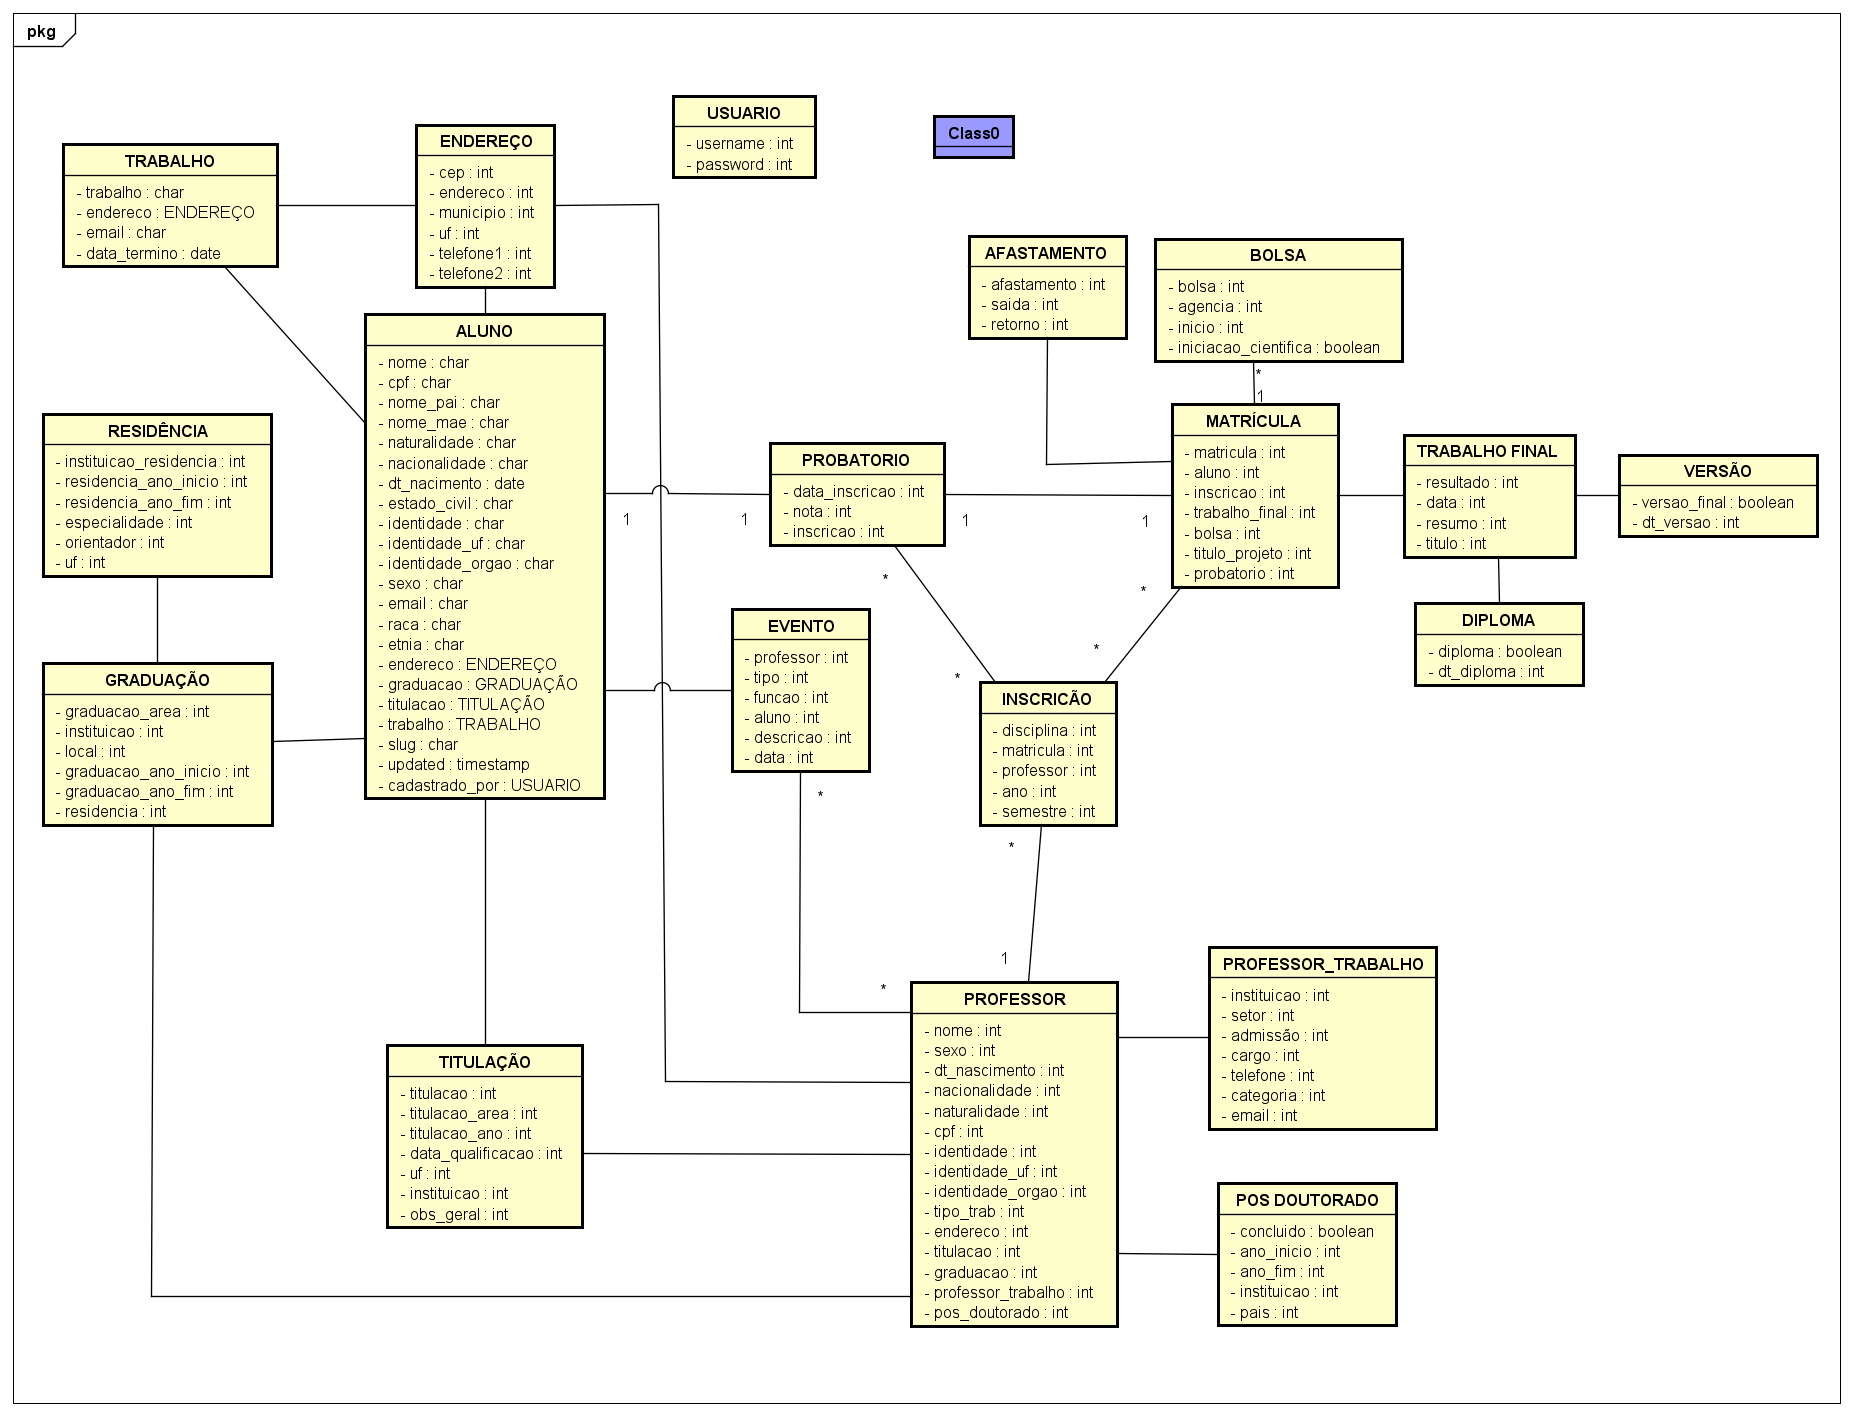 pkg
USUARIO
- username : int
- password : int
Class0
TRABALHO
- trabalho : char
- endereco : ENDEREÇO
- email : char
- data_termino : date
ENDEREÇO
- cep : int
- endereco : int
- municipio : int
- uf : int
- telefone1 : int
- telefone2 : int
AFASTAMENTO
- afastamento : int
- saida : int
- retorno : int
BOLSA
- bolsa : int
- agencia : int
- inicio : int
- iniciacao_cientifica : boolean
*
1
ALUNO
- nome : char
- cpf : char
- nome_pai : char
- nome_mae : char
- naturalidade : char
- nacionalidade : char
- dt_nacimento : date
- estado_civil : char
- identidade : char
- identidade_uf : char
- identidade_orgao : char
- sexo : char
- email : char
- raca : char
- etnia : char
- endereco : ENDEREÇO
- graduacao : GRADUAÇÃO
- titulacao : TITULAÇÃO
- trabalho : TRABALHO
- slug : char
- updated : timestamp
- cadastrado_por : USUARIO
RESIDÊNCIA
- instituicao_residencia : int
- residencia_ano_inicio : int
- residencia_ano_fim : int
- especialidade : int
- orientador : int
- uf : int
PROBATORIO
- data_inscricao : int
- nota : int
- inscricao : int
1
1
1
1
MATRÍCULA
- matricula : int
- aluno : int
- inscricao : int
- trabalho_final : int
- bolsa : int
- titulo_projeto : int
- probatorio : int
TRABALHO FINAL
- resultado : int
- data : int
- resumo : int
- titulo : int
VERSÃO
- versao_final : boolean
- dt_versao : int
DIPLOMA
- diploma : boolean
- dt_diploma : int
*
*
*
*
EVENTO
- professor : int
- tipo : int
- funcao : int
- aluno : int
- descricao : int
- data : int
*
*
GRADUAÇÃO
- graduacao_area : int
- instituicao : int
- local : int
- graduacao_ano_inicio : int
- graduacao_ano_fim : int
- residencia : int
INSCRICÃO
- disciplina : int
- matricula : int
- professor : int
- ano : int
- semestre : int
*
1
PROFESSOR
- nome : int
- sexo : int
- dt_nascimento : int
- nacionalidade : int
- naturalidade : int
- cpf : int
- identidade : int
- identidade_uf : int
- identidade_orgao : int
- tipo_trab : int
- endereco : int
- titulacao : int
- graduacao : int
- professor_trabalho : int
- pos_doutorado : int
PROFESSOR_TRABALHO
- instituicao : int
- setor : int
- admissão : int
- cargo : int
- telefone : int
- categoria : int
- email : int
TITULAÇÃO
- titulacao : int
- titulacao_area : int
- titulacao_ano : int
- data_qualificacao : int
- uf : int
- instituicao : int
- obs_geral : int
POS DOUTORADO
- concluido : boolean
- ano_inicio : int
- ano_fim : int
- instituicao : int
- pais : int